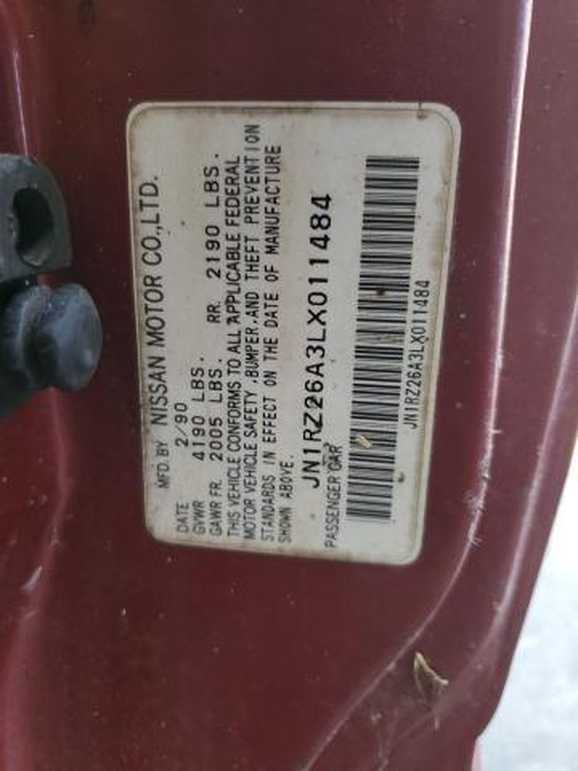 MFD. BY NISSAN MOTOR CO.,LTD.
DATE 2/90
GVWR 4190 LBS.
GAWR FR. 2005 LBS. RR. 2190 LBS.
THIS VEHICLE CONFORMS TO ALL APPLICABLE FEDERAL
MOTOR VEHICLE SAFETY ,BUMPER,AND THEFT PREVENTION
STANDARDS IN EFFECT ON THE DATE OF MANUFACTURE
SHOWN ABOVE.
JN1RZ26A3LX011484
PASSENGER CAR
JN1RZ26A3LX011484